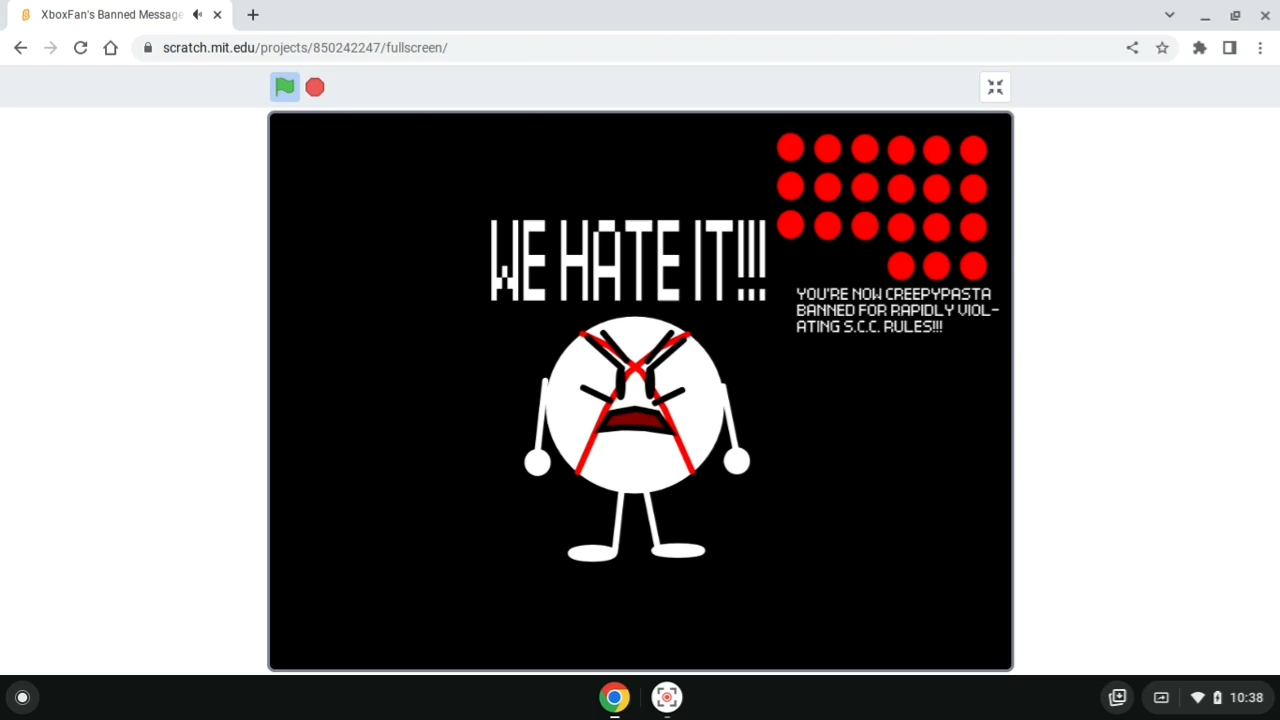 XboxFan's Banned Message
scratch.mit.edu/projects/850242247/fullscreen/
WE HATE IT!!!
YOU'RE NOW CREEPYPASTA
BANNED FOR RAPIDLY VIOL-
ATING S.C.C. RULES!!!
10:38